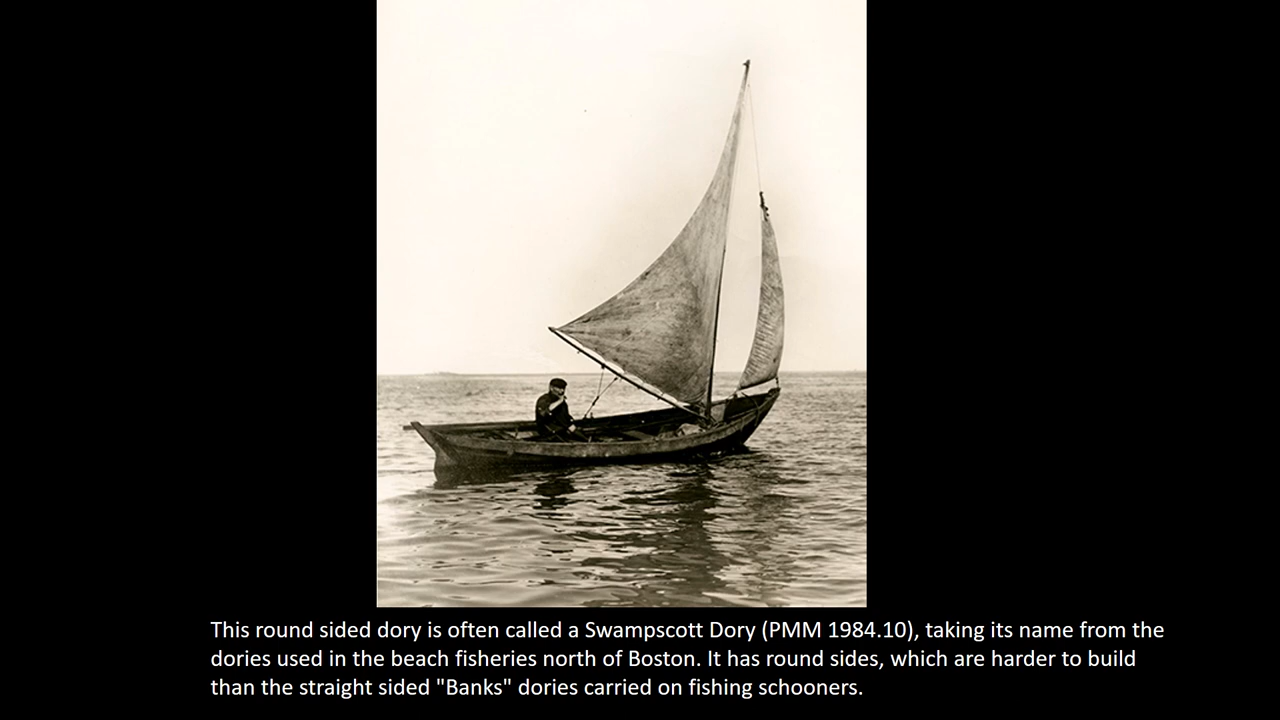 This round sided dory is often called a Swampscott Dory (PMM 1984.10), taking its name from the
dories used in the beach fisheries north of Boston. It has round sides, which are harder to build
than the straight sided "Banks" dories carried on fishing schooners.